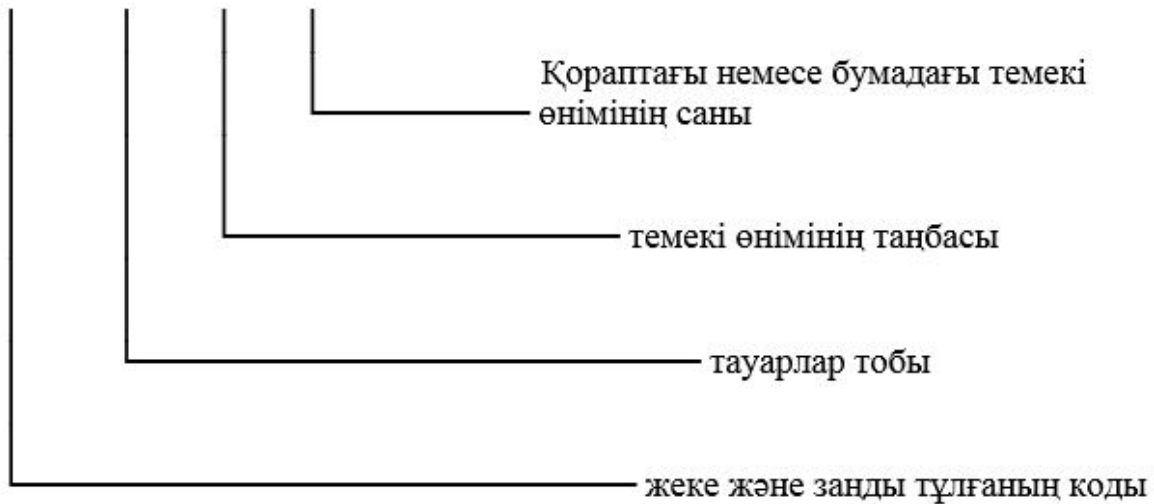 Қораптағы немесе бумадағы темекі
өнімінің саны
темекі өнімінің таңбасы
тауарлар тобы
жеке және заңды тұлғаның коды